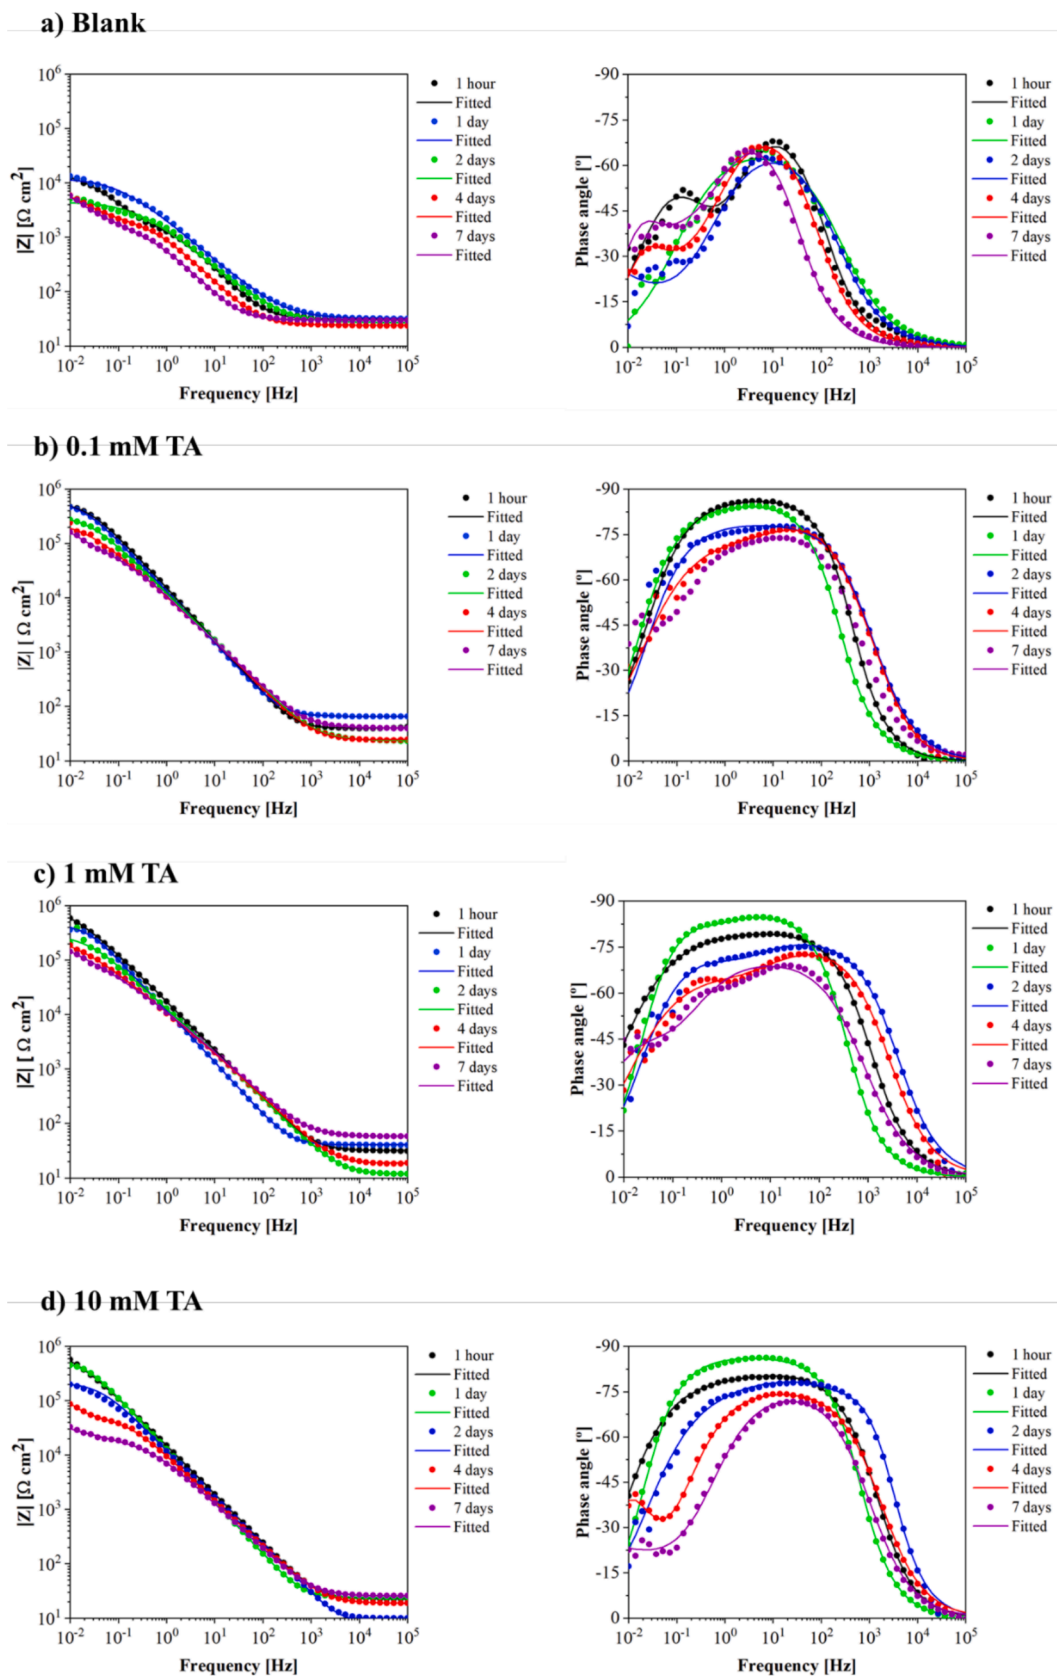 a) Blank
10⁶
10⁵
10⁴
10³
10²
10¹
|Z| [Ω cm²]
10⁻² 10⁻¹ 10⁰ 10¹ 10² 10³ 10⁴ 10⁵
Frequency [Hz]
1 hour
Fitted
1 day
Fitted
2 days
Fitted
4 days
Fitted
7 days
Fitted
-90
-75
-60
-45
-30
-15
0
Phase angle [º]
10⁻² 10⁻¹ 10⁰ 10¹ 10² 10³ 10⁴ 10⁵
Frequency [Hz]
1 hour
Fitted
1 day
Fitted
2 days
Fitted
4 days
Fitted
7 days
Fitted
b) 0.1 mM TA
10⁶
10⁵
10⁴
10³
10²
10¹
|Z| [ Ω cm²]
10⁻² 10⁻¹ 10⁰ 10¹ 10² 10³ 10⁴ 10⁵
Frequency [Hz]
1 hour
Fitted
1 day
Fitted
2 days
Fitted
4 days
Fitted
7 days
Fitted
-90
-75
-60
-45
-30
-15
0
Phase angle [º]
10⁻² 10⁻¹ 10⁰ 10¹ 10² 10³ 10⁴ 10⁵
Frequency [Hz]
1 hour
Fitted
1 day
Fitted
2 days
Fitted
4 days
Fitted
7 days
Fitted
c) 1 mM TA
10⁶
10⁵
10⁴
10³
10²
10¹
|Z| [ Ω cm²]
10⁻² 10⁻¹ 10⁰ 10¹ 10² 10³ 10⁴ 10⁵
Frequency [Hz]
1 hour
Fitted
1 day
Fitted
2 days
Fitted
4 days
Fitted
7 days
Fitted
-90
-75
-60
-45
-30
-15
0
Phase angle [º]
10⁻² 10⁻¹ 10⁰ 10¹ 10² 10³ 10⁴ 10⁵
Frequency [Hz]
1 hour
Fitted
1 day
Fitted
2 days
Fitted
4 days
Fitted
7 days
Fitted
d) 10 mM TA
10⁶
10⁵
10⁴
10³
10²
10¹
|Z| [Ω cm²]
10⁻² 10⁻¹ 10⁰ 10¹ 10² 10³ 10⁴ 10⁵
Frequency [Hz]
1 hour
Fitted
1 day
Fitted
2 days
Fitted
4 days
Fitted
7 days
Fitted
-90
-75
-60
-45
-30
-15
0
Phase angle [º]
10⁻² 10⁻¹ 10⁰ 10¹ 10² 10³ 10⁴ 10⁵
Frequency [Hz]
1 hour
Fitted
1 day
Fitted
2 days
Fitted
4 days
Fitted
7 days
Fitted